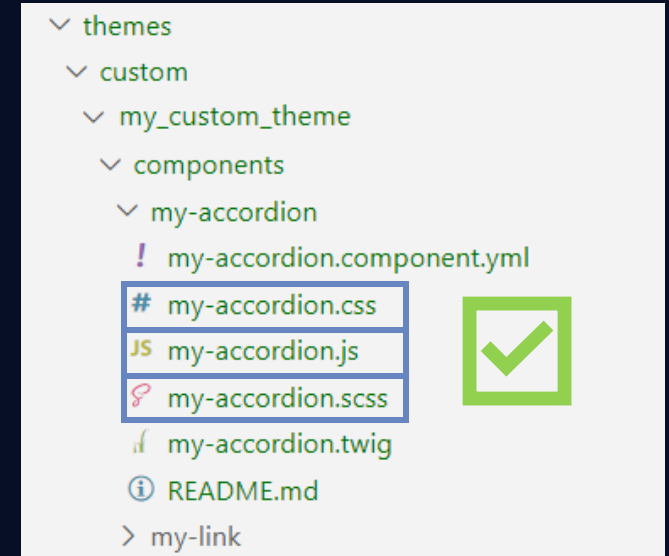 themes
custom
my_custom_theme
components
my-accordion
! my-accordion.component.yml
# my-accordion.css
JS my-accordion.js
my-accordion.scss
my-accordion.twig
README.md
my-link